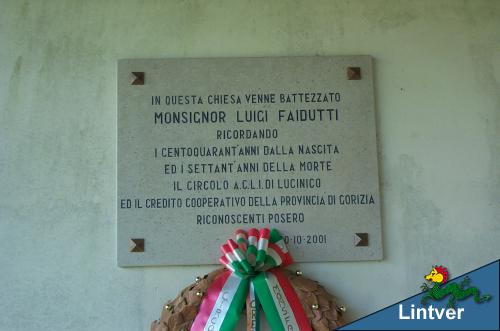 IN QUESTA CHIESA VENNE BATTEZZATO
MONSIGNOR LUIGI FAIDUTTI
RICORDANDO
I CENTOQUARANT'ANNI DALLA NASCITA
ED I SETTANT'ANNI DELLA MORTE
IL CIRCOLO A.C.L.I. DI LUCINICO
ED IL CREDITO COOPERATIVO DELLA PROVINCIA DI GORIZIA
RICONOSCENTI POSERO
0-10-2001
Lintver